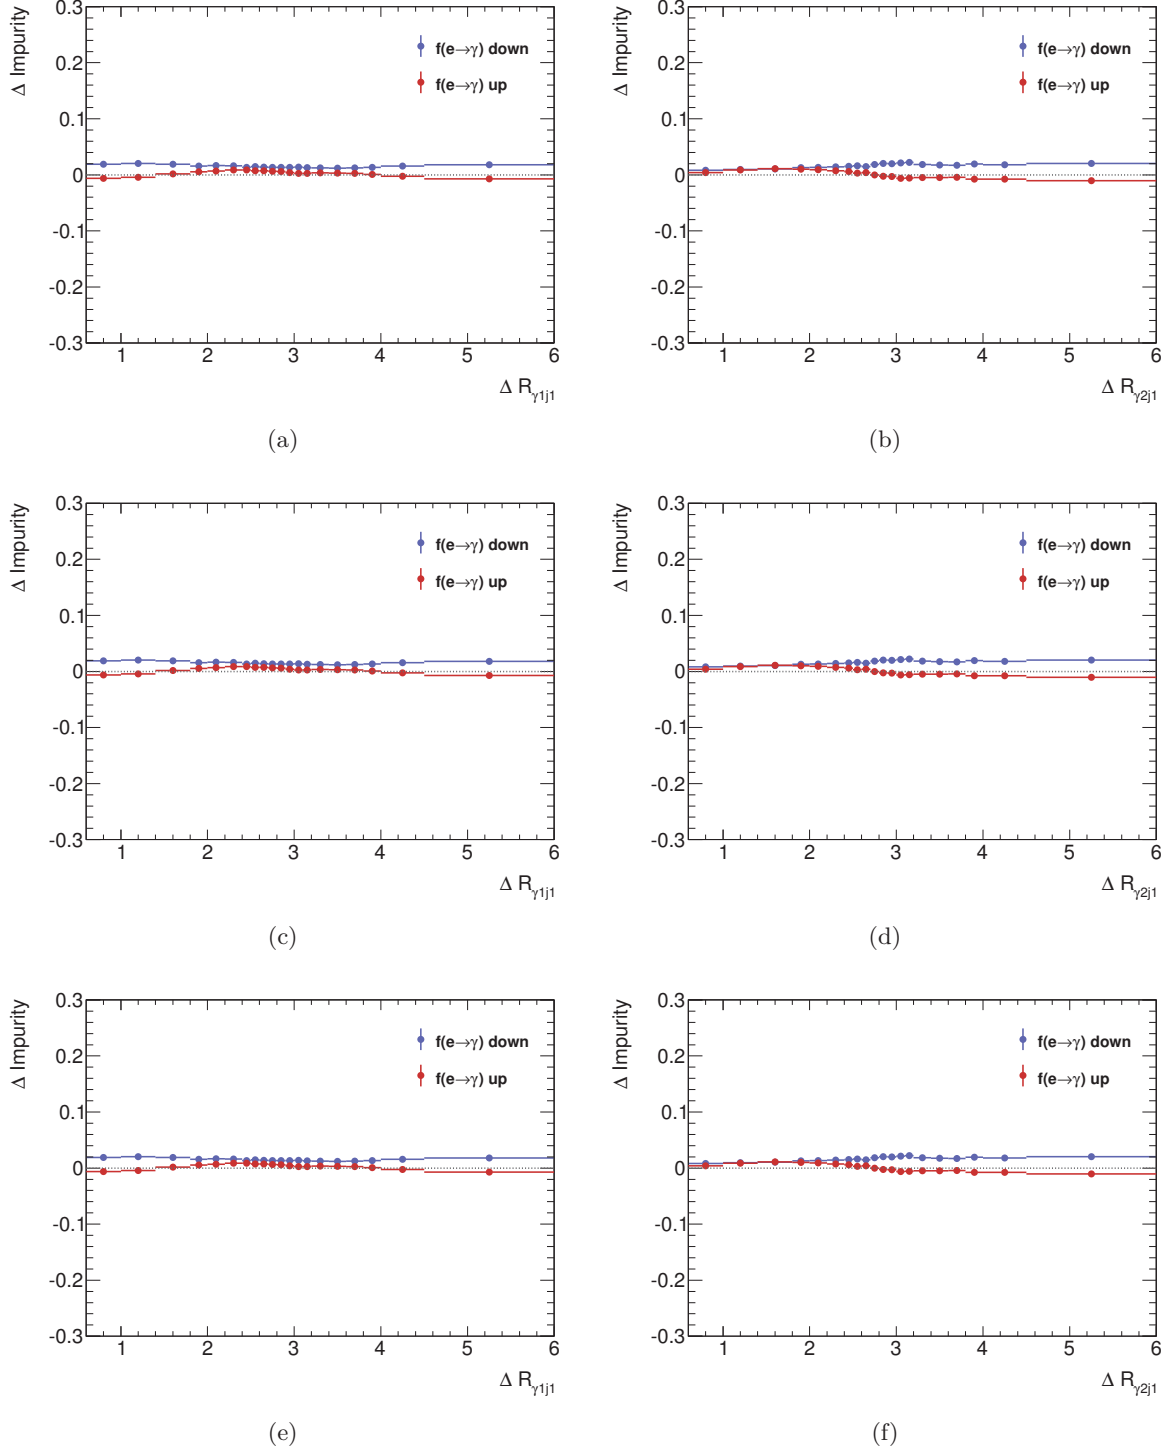 Δ Impurity
0.3
0.2
0.1
0
-0.1
-0.2
-0.3
f(e→γ) down
f(e→γ) up
1 2 3 4 5 6
Δ R_γ1j1
(a)
Δ Impurity
0.3
0.2
0.1
0
-0.1
-0.2
-0.3
f(e→γ) down
f(e→γ) up
1 2 3 4 5 6
Δ R_γ2j1
(b)
Δ Impurity
0.3
0.2
0.1
0
-0.1
-0.2
-0.3
f(e→γ) down
f(e→γ) up
1 2 3 4 5 6
Δ R_γ1j1
(c)
Δ Impurity
0.3
0.2
0.1
0
-0.1
-0.2
-0.3
f(e→γ) down
f(e→γ) up
1 2 3 4 5 6
Δ R_γ2j1
(d)
Δ Impurity
0.3
0.2
0.1
0
-0.1
-0.2
-0.3
f(e→γ) down
f(e→γ) up
1 2 3 4 5 6
Δ R_γ1j1
(e)
Δ Impurity
0.3
0.2
0.1
0
-0.1
-0.2
-0.3
f(e→γ) down
f(e→γ) up
1 2 3 4 5 6
Δ R_γ2j1
(f)